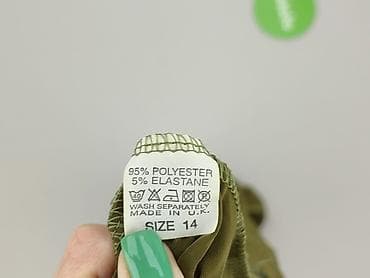 95% POLYESTER
5% ELASTANE
WASH SEPARATELY
MADE IN U.K.
SIZE 14